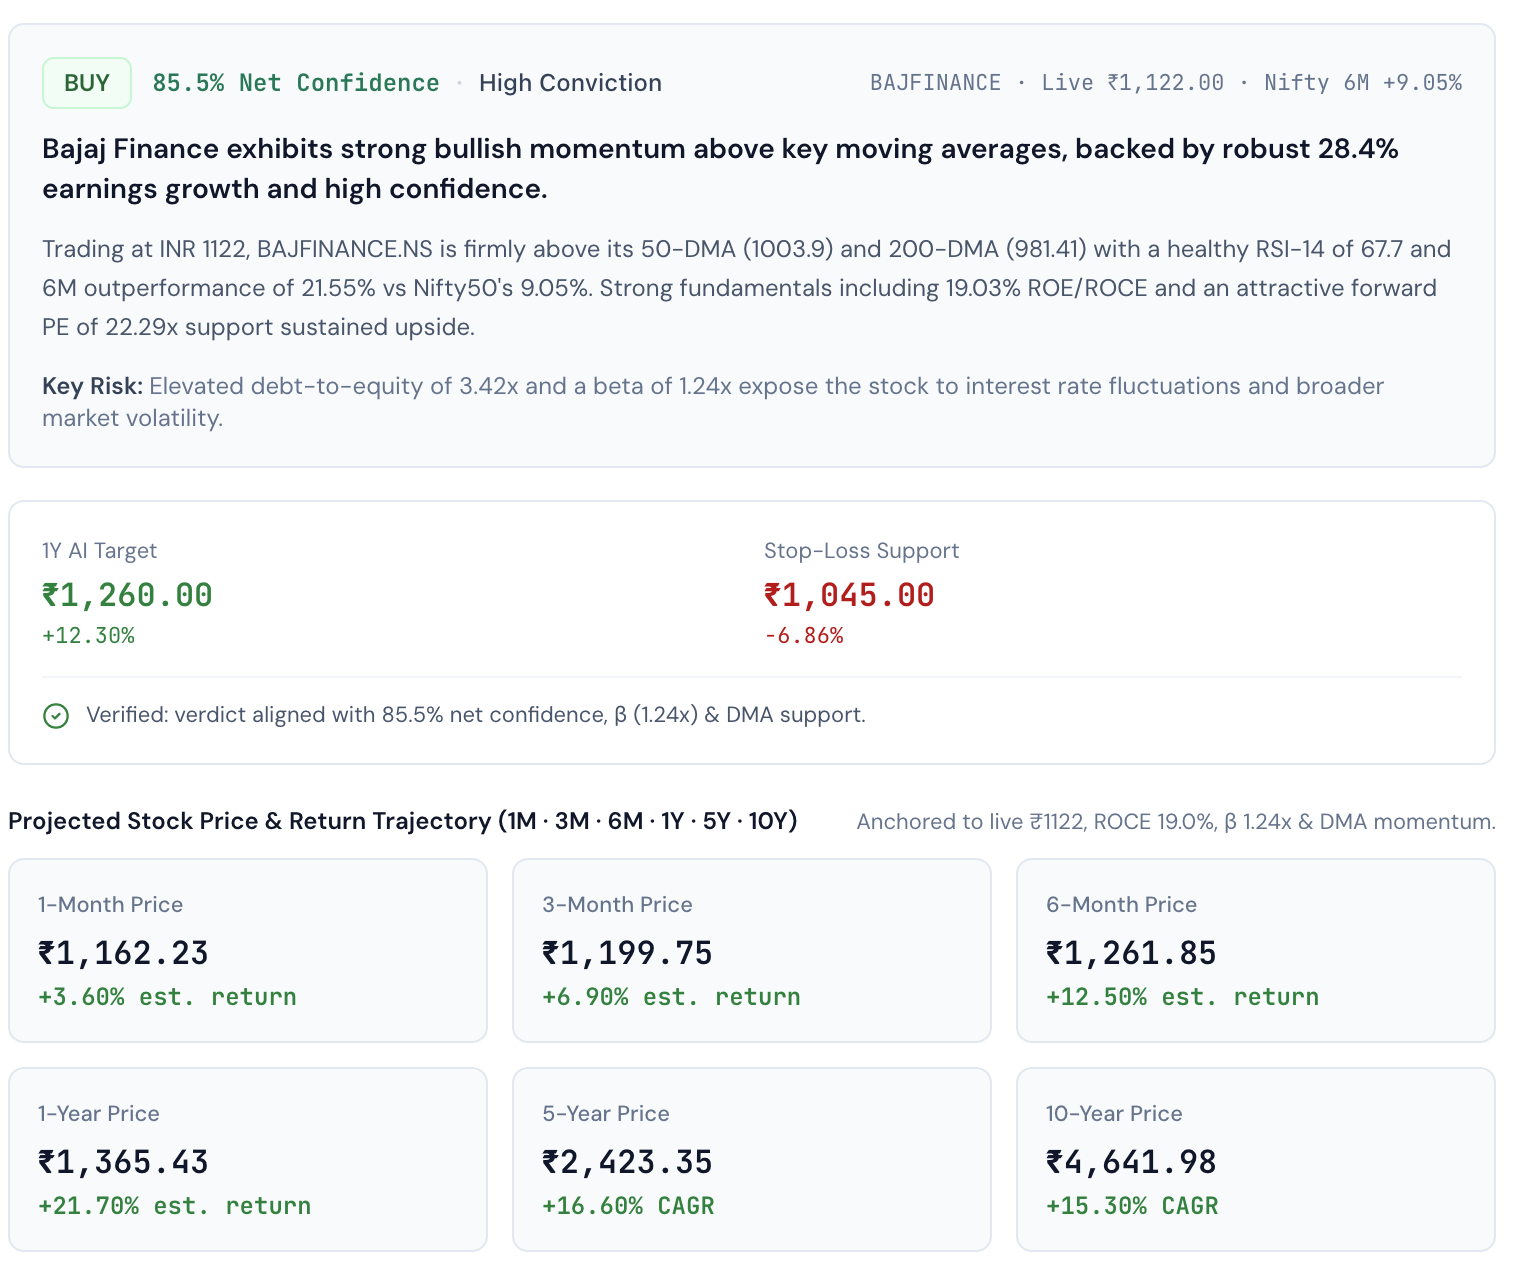 BUY 85.5% Net Confidence · High Conviction BAJFINANCE · Live ₹1,122.00 · Nifty 6M +9.05%
Bajaj Finance exhibits strong bullish momentum above key moving averages, backed by robust 28.4%
earnings growth and high confidence.
Trading at INR 1122, BAJFINANCE.NS is firmly above its 50-DMA (1003.9) and 200-DMA (981.41) with a healthy RSI-14 of 67.7 and
6M outperformance of 21.55% vs Nifty50's 9.05%. Strong fundamentals including 19.03% ROE/ROCE and an attractive forward
PE of 22.29x support sustained upside.
Key Risk: Elevated debt-to-equity of 3.42x and a beta of 1.24x expose the stock to interest rate fluctuations and broader
market volatility.
1Y AI Target
₹1,260.00
+12.30%
Stop-Loss Support
₹1,045.00
-6.86%
Verified: verdict aligned with 85.5% net confidence, β (1.24x) & DMA support.
Projected Stock Price & Return Trajectory (1M · 3M · 6M · 1Y · 5Y · 10Y) Anchored to live ₹1122, ROCE 19.0%, β 1.24x & DMA momentum.
1-Month Price
₹1,162.23
+3.60% est. return
3-Month Price
₹1,199.75
+6.90% est. return
6-Month Price
₹1,261.85
+12.50% est. return
1-Year Price
₹1,365.43
+21.70% est. return
5-Year Price
₹2,423.35
+16.60% CAGR
10-Year Price
₹4,641.98
+15.30% CAGR